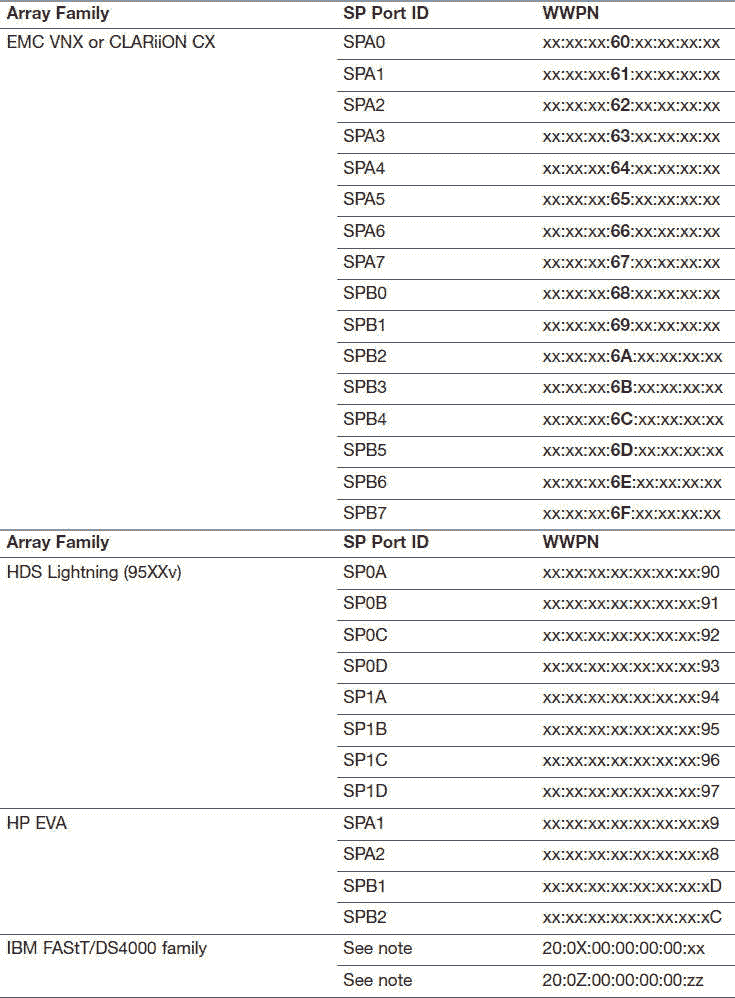 Array Family SP Port ID WWPN
EMC VNX or CLARiiON CX SPA0 xx:xx:xx:60:xx:xx:xx:xx
SPA1 xx:xx:xx:61:xx:xx:xx:xx
SPA2 xx:xx:xx:62:xx:xx:xx:xx
SPA3 xx:xx:xx:63:xx:xx:xx:xx
SPA4 xx:xx:xx:64:xx:xx:xx:xx
SPA5 xx:xx:xx:65:xx:xx:xx:xx
SPA6 xx:xx:xx:66:xx:xx:xx:xx
SPA7 xx:xx:xx:67:xx:xx:xx:xx
SPB0 xx:xx:xx:68:xx:xx:xx:xx
SPB1 xx:xx:xx:69:xx:xx:xx:xx
SPB2 xx:xx:xx:6A:xx:xx:xx:xx
SPB3 xx:xx:xx:6B:xx:xx:xx:xx
SPB4 xx:xx:xx:6C:xx:xx:xx:xx
SPB5 xx:xx:xx:6D:xx:xx:xx:xx
SPB6 xx:xx:xx:6E:xx:xx:xx:xx
SPB7 xx:xx:xx:6F:xx:xx:xx:xx
Array Family SP Port ID WWPN
HDS Lightning (95XXv) SP0A xx:xx:xx:xx:xx:xx:xx:90
SP0B xx:xx:xx:xx:xx:xx:xx:91
SP0C xx:xx:xx:xx:xx:xx:xx:92
SP0D xx:xx:xx:xx:xx:xx:xx:93
SP1A xx:xx:xx:xx:xx:xx:xx:94
SP1B xx:xx:xx:xx:xx:xx:xx:95
SP1C xx:xx:xx:xx:xx:xx:xx:96
SP1D xx:xx:xx:xx:xx:xx:xx:97
HP EVA SPA1 xx:xx:xx:xx:xx:xx:xx:x9
SPA2 xx:xx:xx:xx:xx:xx:xx:x8
SPB1 xx:xx:xx:xx:xx:xx:xx:xD
SPB2 xx:xx:xx:xx:xx:xx:xx:xC
IBM FAStT/DS4000 family See note 20:0X:00:00:00:00:00:xx
See note 20:0Z:00:00:00:00:00:zz